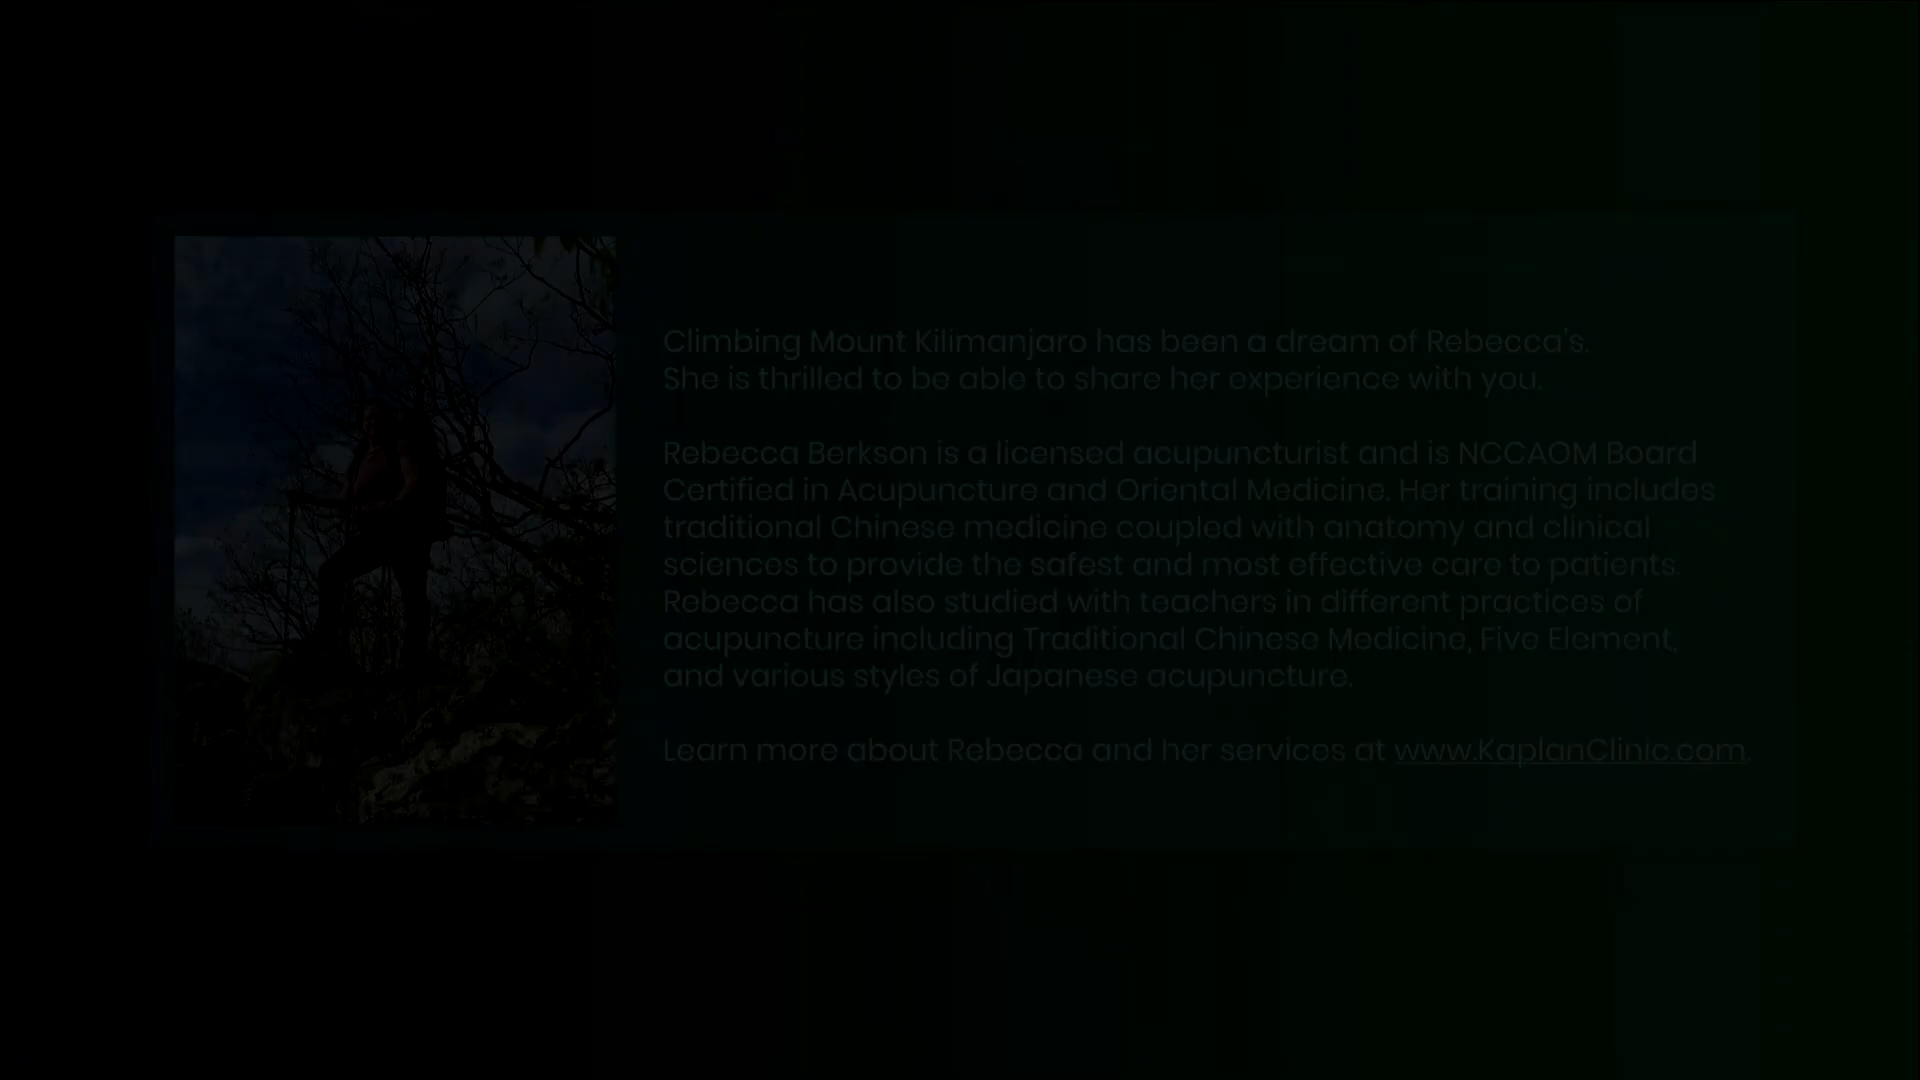 Climbing Mount Kilimanjaro has been a dream of Rebecca's.
She is thrilled to be able to share her experience with you.
Rebecca Berkson is a licensed acupuncturist and is NCCAOM Board
Certified in Acupuncture and Oriental Medicine. Her training includes
traditional Chinese medicine coupled with anatomy and clinical
sciences to provide the safest and most effective care to patients.
Rebecca has also studied with teachers in different practices of
acupuncture including Traditional Chinese Medicine, Five Element,
and various styles of Japanese acupuncture.
Learn more about Rebecca and her services at www.KaplanClinic.com.